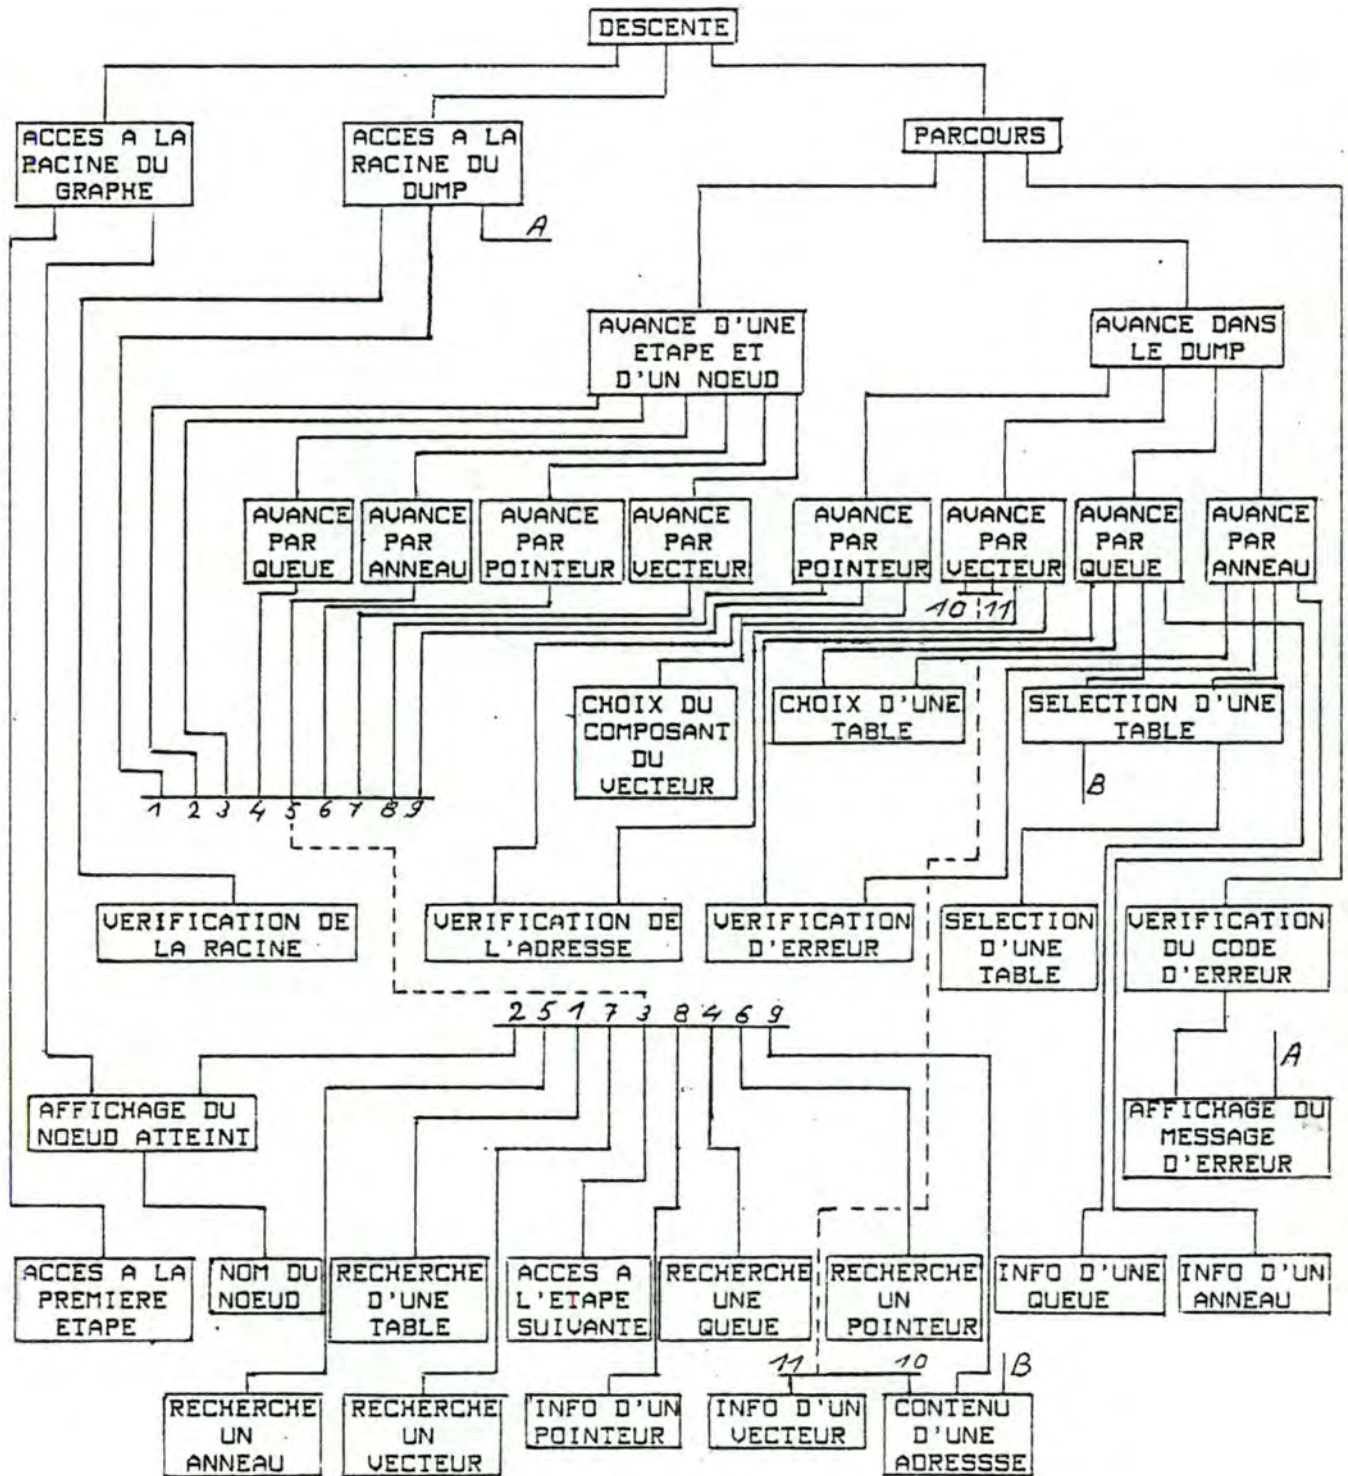 DESCENTE
ACCES A LA
RACINE DU
GRAPHE
ACCES A LA
RACINE DU
DUMP
PARCOURS
A
AVANCE D'UNE
ETAPE ET
D'UN NOEUD
AVANCE DANS
LE DUMP
AVANCE
PAR
QUEUE
AVANCE
PAR
ANNEAU
AVANCE
PAR
POINTEUR
AVANCE
PAR
VECTEUR
AVANCE
PAR
POINTEUR
AVANCE
PAR
VECTEUR
AVANCE
PAR
QUEUE
AVANCE
PAR
ANNEAU
10 11
CHOIX DU
COMPOSANT
DU
VECTEUR
CHOIX D'UNE
TABLE
SELECTION D'UNE
TABLE
B
1 2 3 4 5 6 7 8 9
VERIFICATION DE
LA RACINE
VERIFICATION DE
L'ADRESSE
VERIFICATION
D'ERREUR
SELECTION
D'UNE
TABLE
VERIFICATION
DU CODE
D'ERREUR
2 5 1 7 3 8 4 6 9
A
AFFICHAGE DU
NOEUD ATTEINT
AFFICHAGE DU
MESSAGE
D'ERREUR
ACCES A LA
PREMIERE
ETAPE
NOM DU
NOEUD
RECHERCHE
D'UNE
TABLE
ACCES A
L'ETAPE
SUIVANTE
RECHERCHE
UNE
QUEUE
RECHERCHE
UN
POINTEUR
INFO D'UNE
QUEUE
INFO D'UN
ANNEAU
11 10 B
RECHERCHE
UN
ANNEAU
RECHERCHE
UN
VECTEUR
INFO D'UN
POINTEUR
INFO D'UN
VECTEUR
CONTENU
D'UNE
ADRESSSE